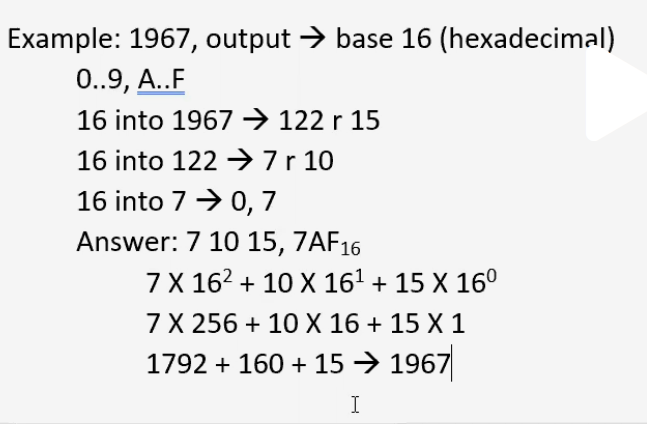 Example: 1967, output → base 16 (hexadecimal)
0..9, A..F
16 into 1967 → 122 r 15
16 into 122 → 7 r 10
16 into 7 → 0, 7
Answer: 7 10 15, 7AF₁₆
7 X 16² + 10 X 16¹ + 15 X 16⁰
7 X 256 + 10 X 16 + 15 X 1
1792 + 160 + 15 → 1967